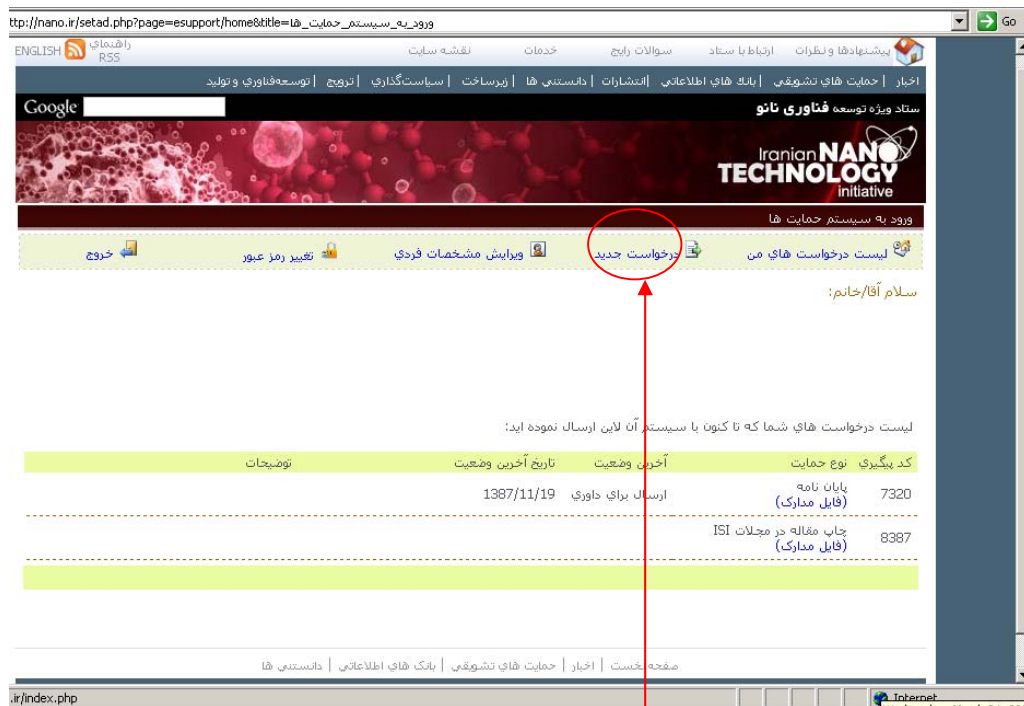 ttp://nano.ir/setad.php?page=esupport/home&title=ورود_به_سیستم_حمایت_ها
Go
پیشنهادها و نظرات ارتباط با ستاد سوالات رایج خدمات نقشه سایت راهنمای RSS ENGLISH
اخبار | حمایت های تشویقی | بانك های اطلاعاتی | انتشارات | دانستنی ها | زیرساخت | سیاست‌گذاری | ترویج | توسعه‌فناوری و تولید
ستاد ویژه توسعه فناوری نانو Google
Iranian NANO
TECHNOLOGY
initiative
ورود به سیستم حمایت ها
لیست درخواست های من درخواست جدید ویرایش مشخصات فردی تغییر رمز عبور خروج
سلام آقا/خانم:
لیست درخواست های شما که تا کنون با سیستم آن لاین ارسال نموده اید:
کد پیگیری نوع حمایت آخرین وضعیت تاریخ آخرین وضعیت توضیحات
7320 پایان نامه (فایل مدارک) ارسال برای داوری 1387/11/19
8387 چاپ مقاله در مجلات ISI (فایل مدارک)
صفحه نخست | اخبار | حمایت های تشویقی | بانک های اطلاعاتی | دانستنی ها
.ir/index.php Internet